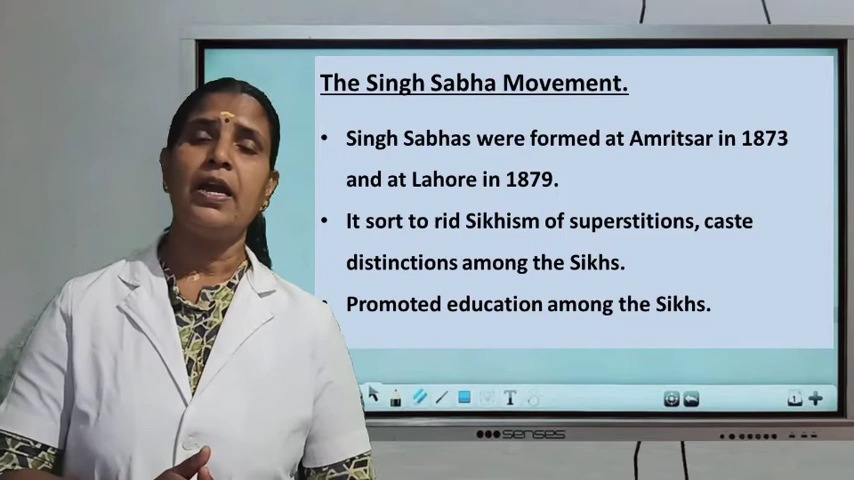 The Singh Sabha Movement.
• Singh Sabhas were formed at Amritsar in 1873
and at Lahore in 1879.
• It sort to rid Sikhism of superstitions, caste
distinctions among the Sikhs.
• Promoted education among the Sikhs.
T
1
senses